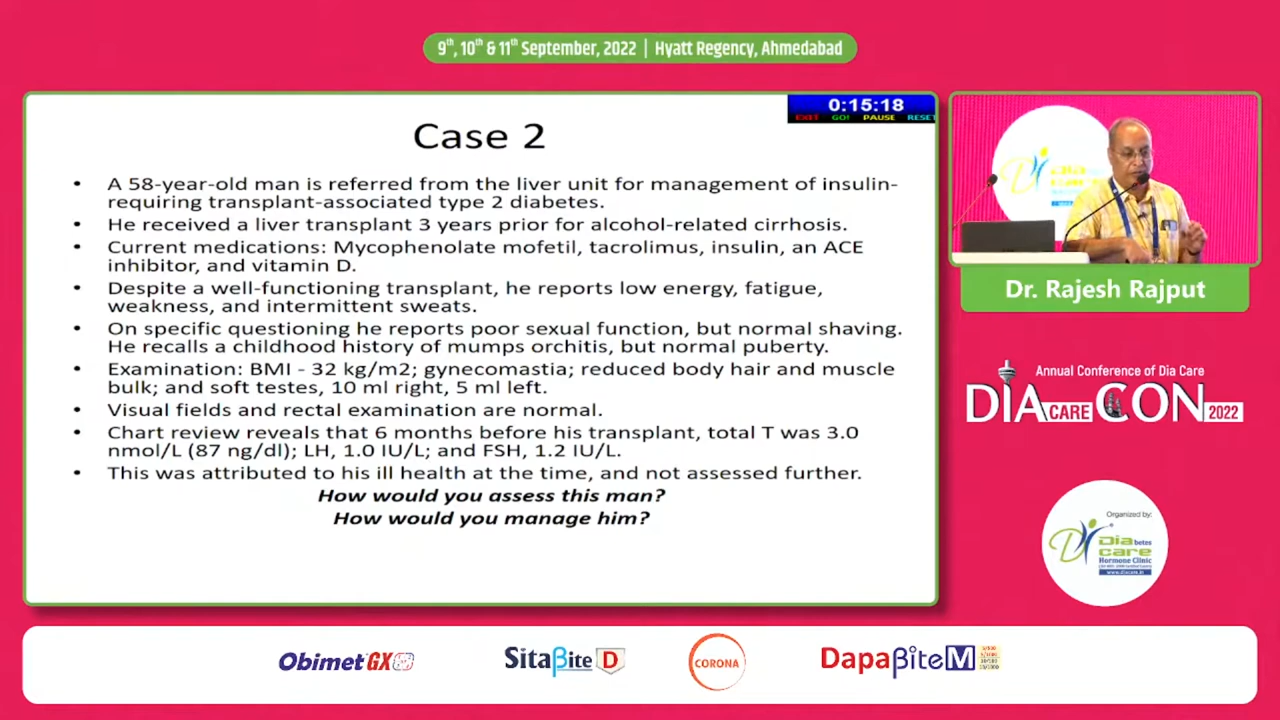 9th, 10th & 11th September, 2022 | Hyatt Regency, Ahmedabad
0:15:18
EXIT GO! PAUSE RESET
Case 2
• A 58-year-old man is referred from the liver unit for management of insulin-
requiring transplant-associated type 2 diabetes.
• He received a liver transplant 3 years prior for alcohol-related cirrhosis.
• Current medications: Mycophenolate mofetil, tacrolimus, insulin, an ACE
inhibitor, and vitamin D.
• Despite a well-functioning transplant, he reports low energy, fatigue,
weakness, and intermittent sweats.
• On specific questioning he reports poor sexual function, but normal shaving.
He recalls a childhood history of mumps orchitis, but normal puberty.
• Examination: BMI - 32 kg/m2; gynecomastia; reduced body hair and muscle
bulk; and soft testes, 10 ml right, 5 ml left.
• Visual fields and rectal examination are normal.
• Chart review reveals that 6 months before his transplant, total T was 3.0
nmol/L (87 ng/dl); LH, 1.0 IU/L; and FSH, 1.2 IU/L.
• This was attributed to his ill health at the time, and not assessed further.
How would you assess this man?
How would you manage him?
Dr. Rajesh Rajput
Annual Conference of Dia Care
DIA CARE CON 2022
Organized by:
Diabetes
care
Hormone Clinic
www.diacare.in
Obimet GX
SitaBite D
CORONA
DapaBite M